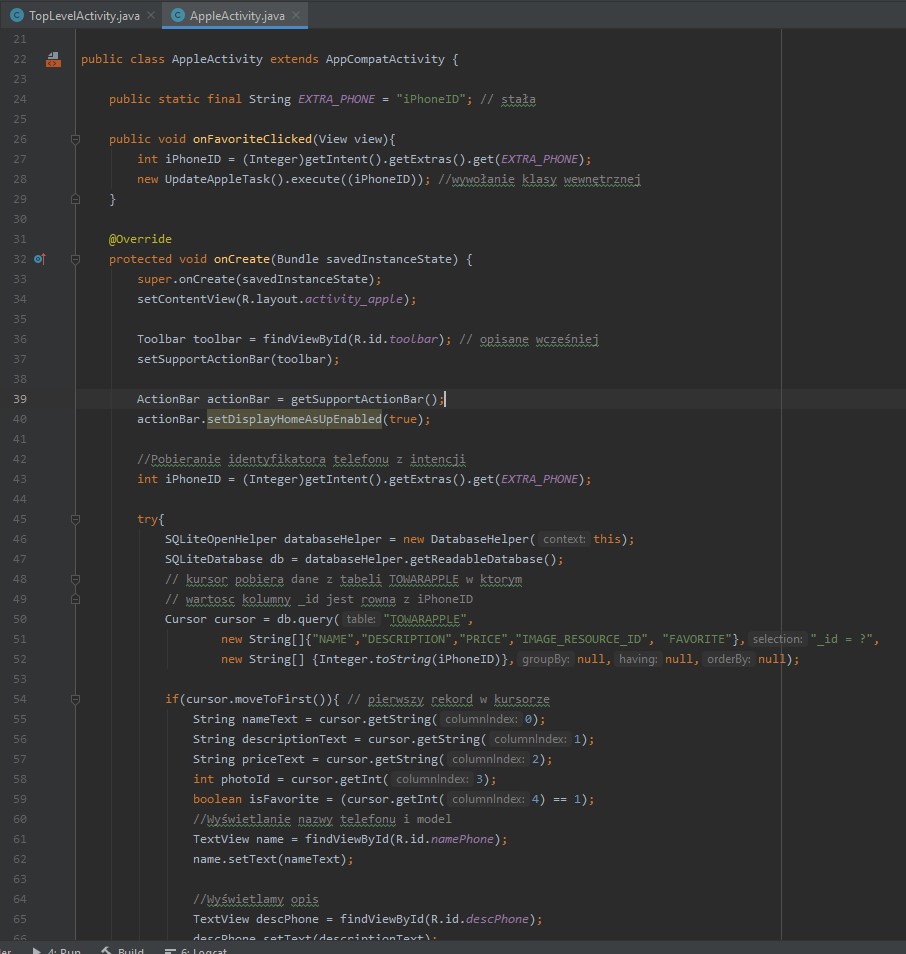 TopLevelActivity.java AppleActivity.java
21
22 public class AppleActivity extends AppCompatActivity {
23
24 public static final String EXTRA_PHONE = "iPhoneID"; // stała
25
26 public void onFavoriteClicked(View view){
27 int iPhoneID = (Integer)getIntent().getExtras().get(EXTRA_PHONE);
28 new UpdateAppleTask().execute((iPhoneID)); //wywołanie klasy wewnętrznej
29 }
30
31 @Override
32 protected void onCreate(Bundle savedInstanceState) {
33 super.onCreate(savedInstanceState);
34 setContentView(R.layout.activity_apple);
35
36 Toolbar toolbar = findViewById(R.id.toolbar); // opisane wcześniej
37 setSupportActionBar(toolbar);
38
39 ActionBar actionBar = getSupportActionBar();
40 actionBar.setDisplayHomeAsUpEnabled(true);
41
42 //Pobieranie identyfikatora telefonu z intencji
43 int iPhoneID = (Integer)getIntent().getExtras().get(EXTRA_PHONE);
44
45 try{
46 SQLiteOpenHelper databaseHelper = new DatabaseHelper( context: this);
47 SQLiteDatabase db = databaseHelper.getReadableDatabase();
48 // kursor pobiera dane z tabeli TOWARAPPLE w ktorym
49 // wartosc kolumny _id jest rowna z iPhoneID
50 Cursor cursor = db.query( table: "TOWARAPPLE",
51 new String[]{"NAME","DESCRIPTION","PRICE","IMAGE_RESOURCE_ID", "FAVORITE"}, selection: "_id = ?",
52 new String[] {Integer.toString(iPhoneID)}, groupBy: null, having: null, orderBy: null);
53
54 if(cursor.moveToFirst()){ // pierwszy rekord w kursorze
55 String nameText = cursor.getString( columnIndex: 0);
56 String descriptionText = cursor.getString( columnIndex: 1);
57 String priceText = cursor.getString( columnIndex: 2);
58 int photoId = cursor.getInt( columnIndex: 3);
59 boolean isFavorite = (cursor.getInt( columnIndex: 4) == 1);
60 //Wyświetlanie nazwy telefonu i model
61 TextView name = findViewById(R.id.namePhone);
62 name.setText(nameText);
63
64 //Wyświetlamy opis
65 TextView descPhone = findViewById(R.id.descPhone);
66 descPhone.setText(descriptionText);
4: Run Build 6: Logcat